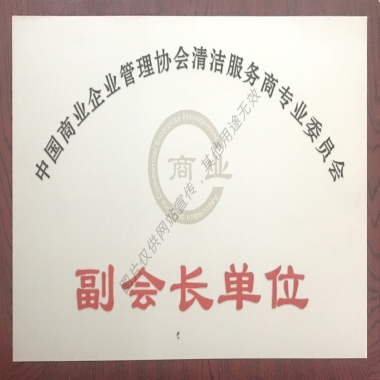 中国商业企业管理协会清洁服务商专业委员会
商业
图片仅供网站宣传,其他用途无效
副会长单位